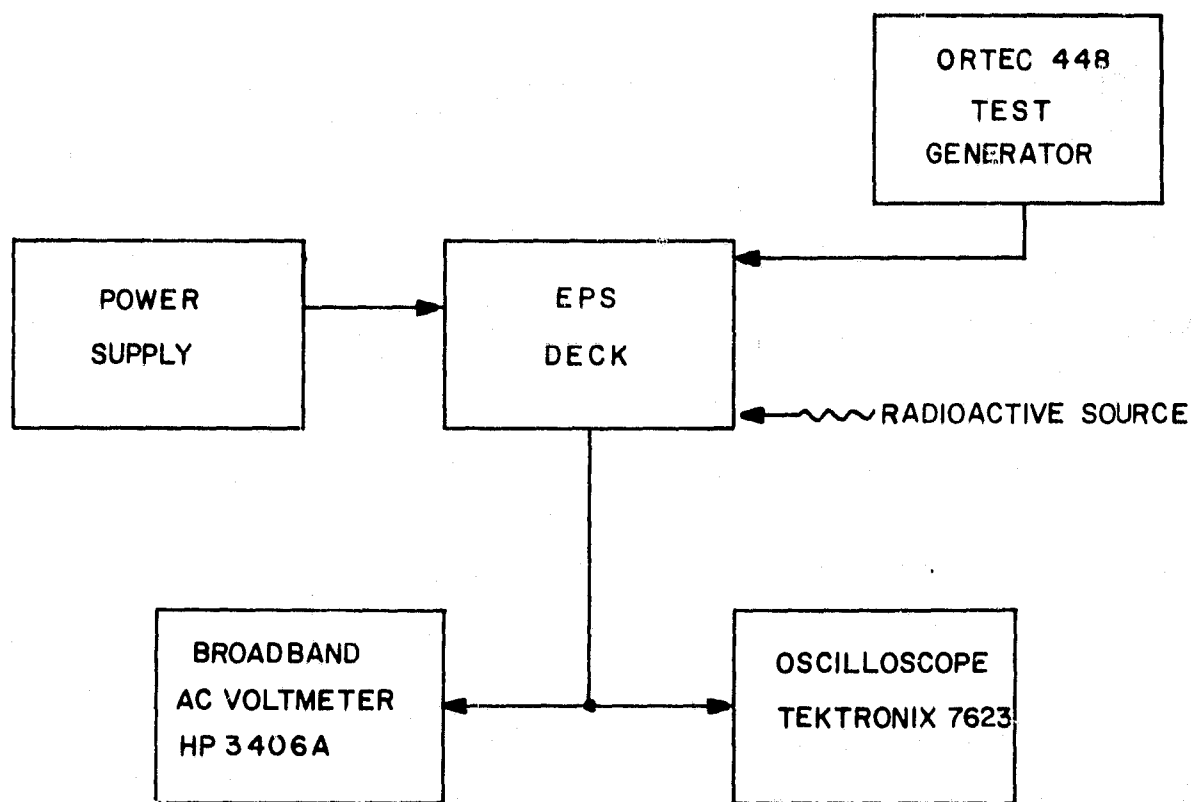 ORTEC 448
TEST
GENERATOR
POWER
SUPPLY
EPS
DECK
RADIOACTIVE SOURCE
BROADBAND
AC VOLTMETER
HP 3406A
OSCILLOSCOPE
TEKTRONIX 7623